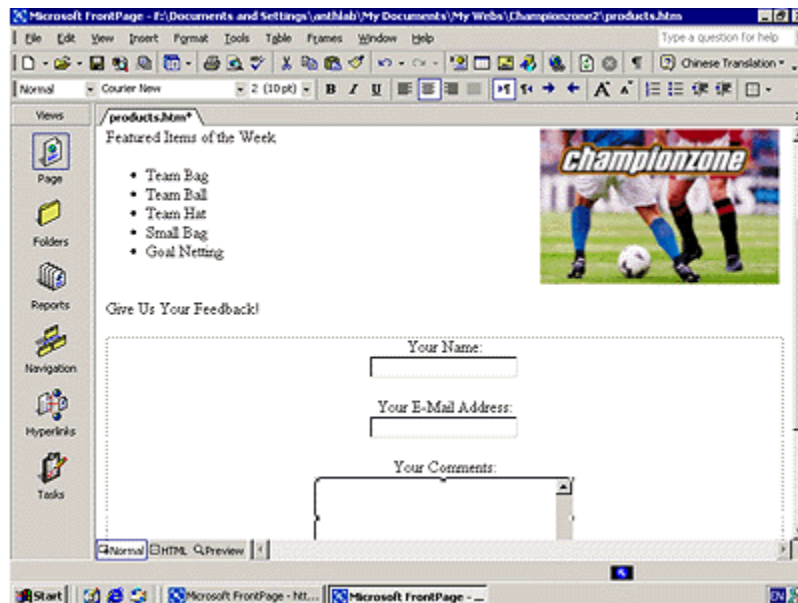 Microsoft FrontPage - F:\Documents and Settings\anthlab\My Documents\My Webs\Championzone2\products.htm
File Edit View Insert Format Tools Table Frames Window Help
Type a question for help
Chinese Translation
Normal
Courier New
2 (10 pt)
B I U
Views
products.htm*
Page
Folders
Reports
Navigation
Hyperlinks
Tasks
Featured Items of the Week
championzone
• Team Bag
• Team Ball
• Team Hat
• Small Bag
• Goal Netting
Give Us Your Feedback!
Your Name:
Your E-Mail Address:
Your Comments:
Normal HTML Preview
Start
Microsoft FrontPage - htt...
Microsoft FrontPage - ...
EN